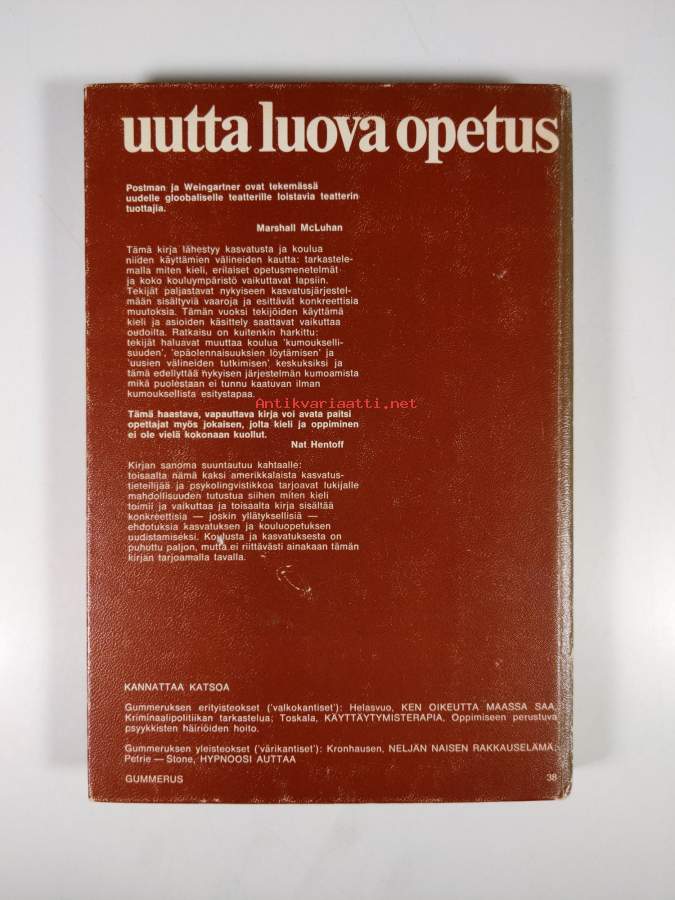 uutta luova opetus
Postman ja Weingartner ovat tekemässä
uudelle gloobaliselle teatterille loistavia teatterin
tuottajia.
Marshall McLuhan
Tämä kirja lähestyy kasvatusta ja koulua
niiden käyttämien välineiden kautta: tarkastele-
malla miten kieli, erilaiset opetusmenetelmät
ja koko kouluympäristö vaikuttavat lapsiin.
Tekijät paljastavat nykyiseen kasvatusjärjestel-
mään sisältyviä vaaroja ja esittävät konkreettisia
muutoksia. Tämän vuoksi tekijöiden käyttämä
kieli ja asioiden käsittely saattavat vaikuttaa
oudoilta. Ratkaisu on kuitenkin harkittu:
tekijät haluavat muuttaa koulua 'kumoukselli-
suuden', 'epäolennaisuuksien löytämisen' ja
'uusien välineiden tutkimisen' keskuksiksi ja
tämä edellyttää nykyisen järjestelmän kumoamista
mikä puolestaan ei tunnu kaatuvan ilman
kumouksellista esitystapaa.
Antikvariaatti.net
Tämä haastava, vapauttava kirja voi avata paitsi
opettajat myös jokaisen, jolta kieli ja oppiminen
ei ole vielä kokonaan kuollut.
Nat Hentoff
Kirjan sanoma suuntautuu kahtaalle:
toisaalta nämä kaksi amerikkalaista kasvatus-
tieteilijää ja psykolingvistikkoa tarjoavat lukijalle
mahdollisuuden tutustua siihen miten kieli
toimii ja vaikuttaa ja toisaalta kirja sisältää
konkreettisia — joskin yllätyksellisiä —
ehdotuksia kasvatuksen ja kouluopetuksen
uudistamiseksi. Koulusta ja kasvatuksesta on
puhuttu paljon, mutta ei riittävästi ainakaan tämän
kirjan tarjoamalla tavalla.
KANNATTAA KATSOA
Gummeruksen erityisteokset ('valkokantiset'): Helasvuo, KEN OIKEUTTA MAASSA SAA,
Kriminaalipolitiikan tarkastelua; Toskala, KÄYTTÄYTYMISTERAPIA, Oppimiseen perustuva
psyykkisten häiriöiden hoito.
Gummeruksen yleisteokset ('värikantiset'): Kronhausen, NELJÄN NAISEN RAKKAUSELÄMÄ;
Petrie — Stone, HYPNOOSI AUTTAA
GUMMERUS 38